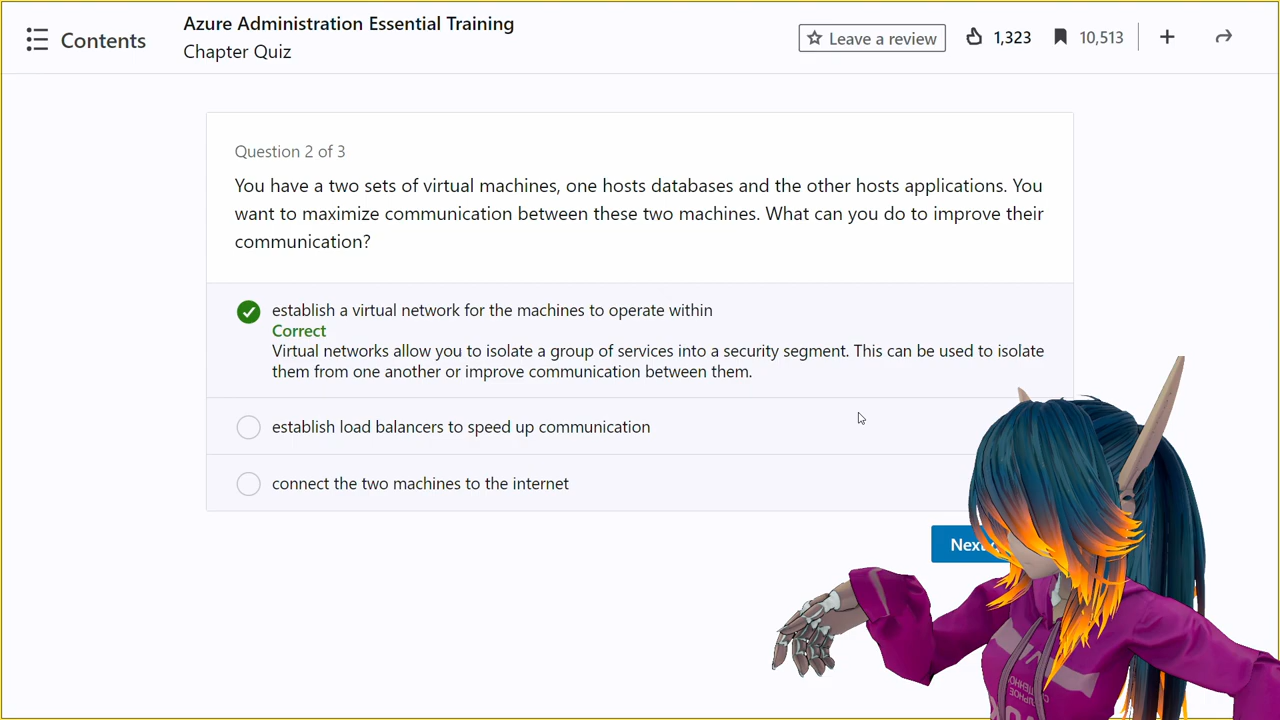 Contents
Azure Administration Essential Training
Chapter Quiz
Leave a review
1,323
10,513
Question 2 of 3
You have a two sets of virtual machines, one hosts databases and the other hosts applications. You
want to maximize communication between these two machines. What can you do to improve their
communication?
establish a virtual network for the machines to operate within
Correct
Virtual networks allow you to isolate a group of services into a security segment. This can be used to isolate
them from one another or improve communication between them.
establish load balancers to speed up communication
connect the two machines to the internet
Next